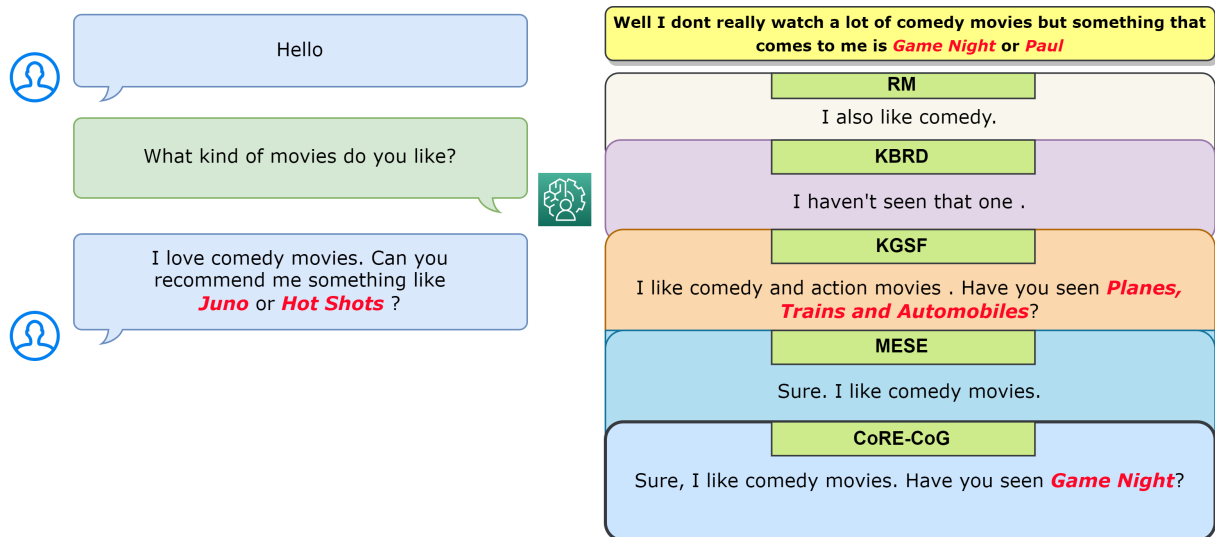 Hello
What kind of movies do you like?
I love comedy movies. Can you
recommend me something like
Juno or Hot Shots ?
Well I dont really watch a lot of comedy movies but something that
comes to me is Game Night or Paul
RM
I also like comedy.
KBRD
I haven't seen that one .
KGSF
I like comedy and action movies . Have you seen Planes,
Trains and Automobiles?
MESE
Sure. I like comedy movies.
CoRE-CoG
Sure, I like comedy movies. Have you seen Game Night?